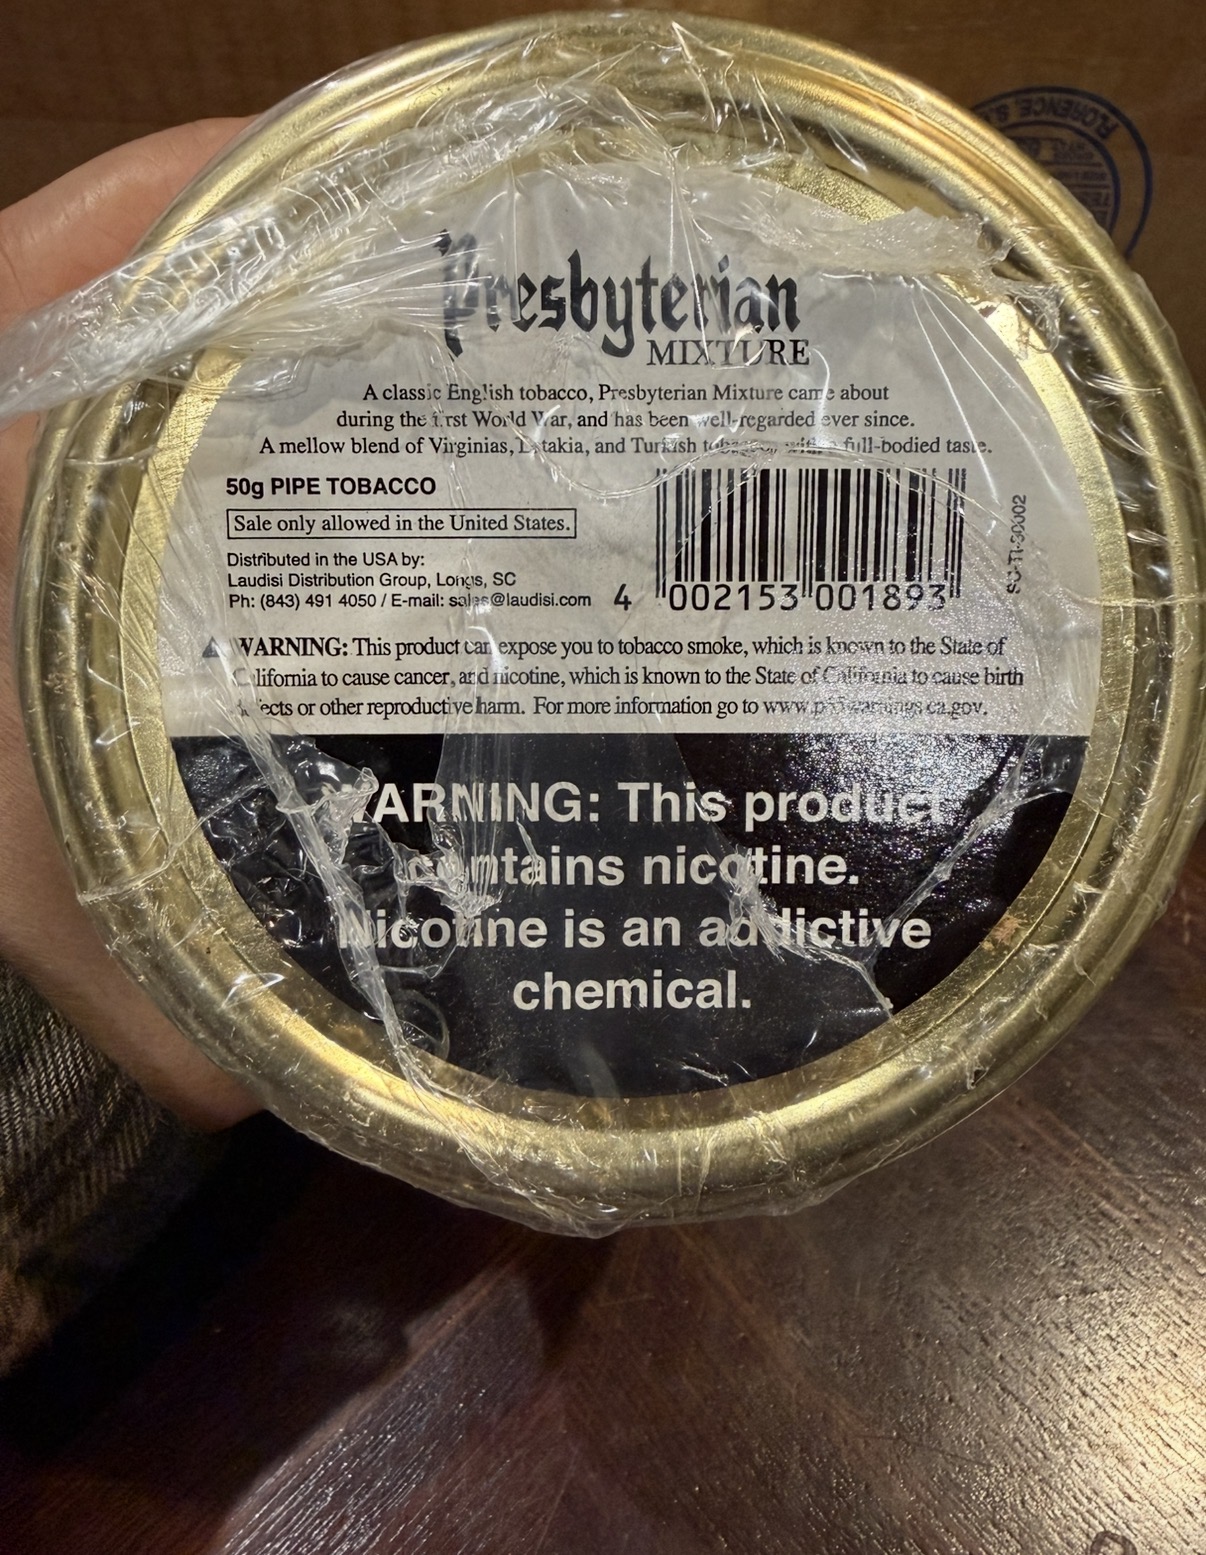 Presbyterian
MIXTURE
A classic English tobacco, Presbyterian Mixture came about
during the first World War, and has been well-regarded ever since.
A mellow blend of Virginias, Latakia, and Turkish tobaccos, with a full-bodied taste.
50g PIPE TOBACCO
Sale only allowed in the United States.
Distributed in the USA by:
Laudisi Distribution Group, Longs, SC
Ph: (843) 491 4050 / E-mail: sales@laudisi.com
4 002153 001893
WARNING: This product can expose you to tobacco smoke, which is known to the State of
California to cause cancer, and nicotine, which is known to the State of California to cause birth
defects or other reproductive harm. For more information go to www.p65warnings.ca.gov.
WARNING: This product
contains nicotine.
Nicotine is an addictive
chemical.
FLORENCE, S.